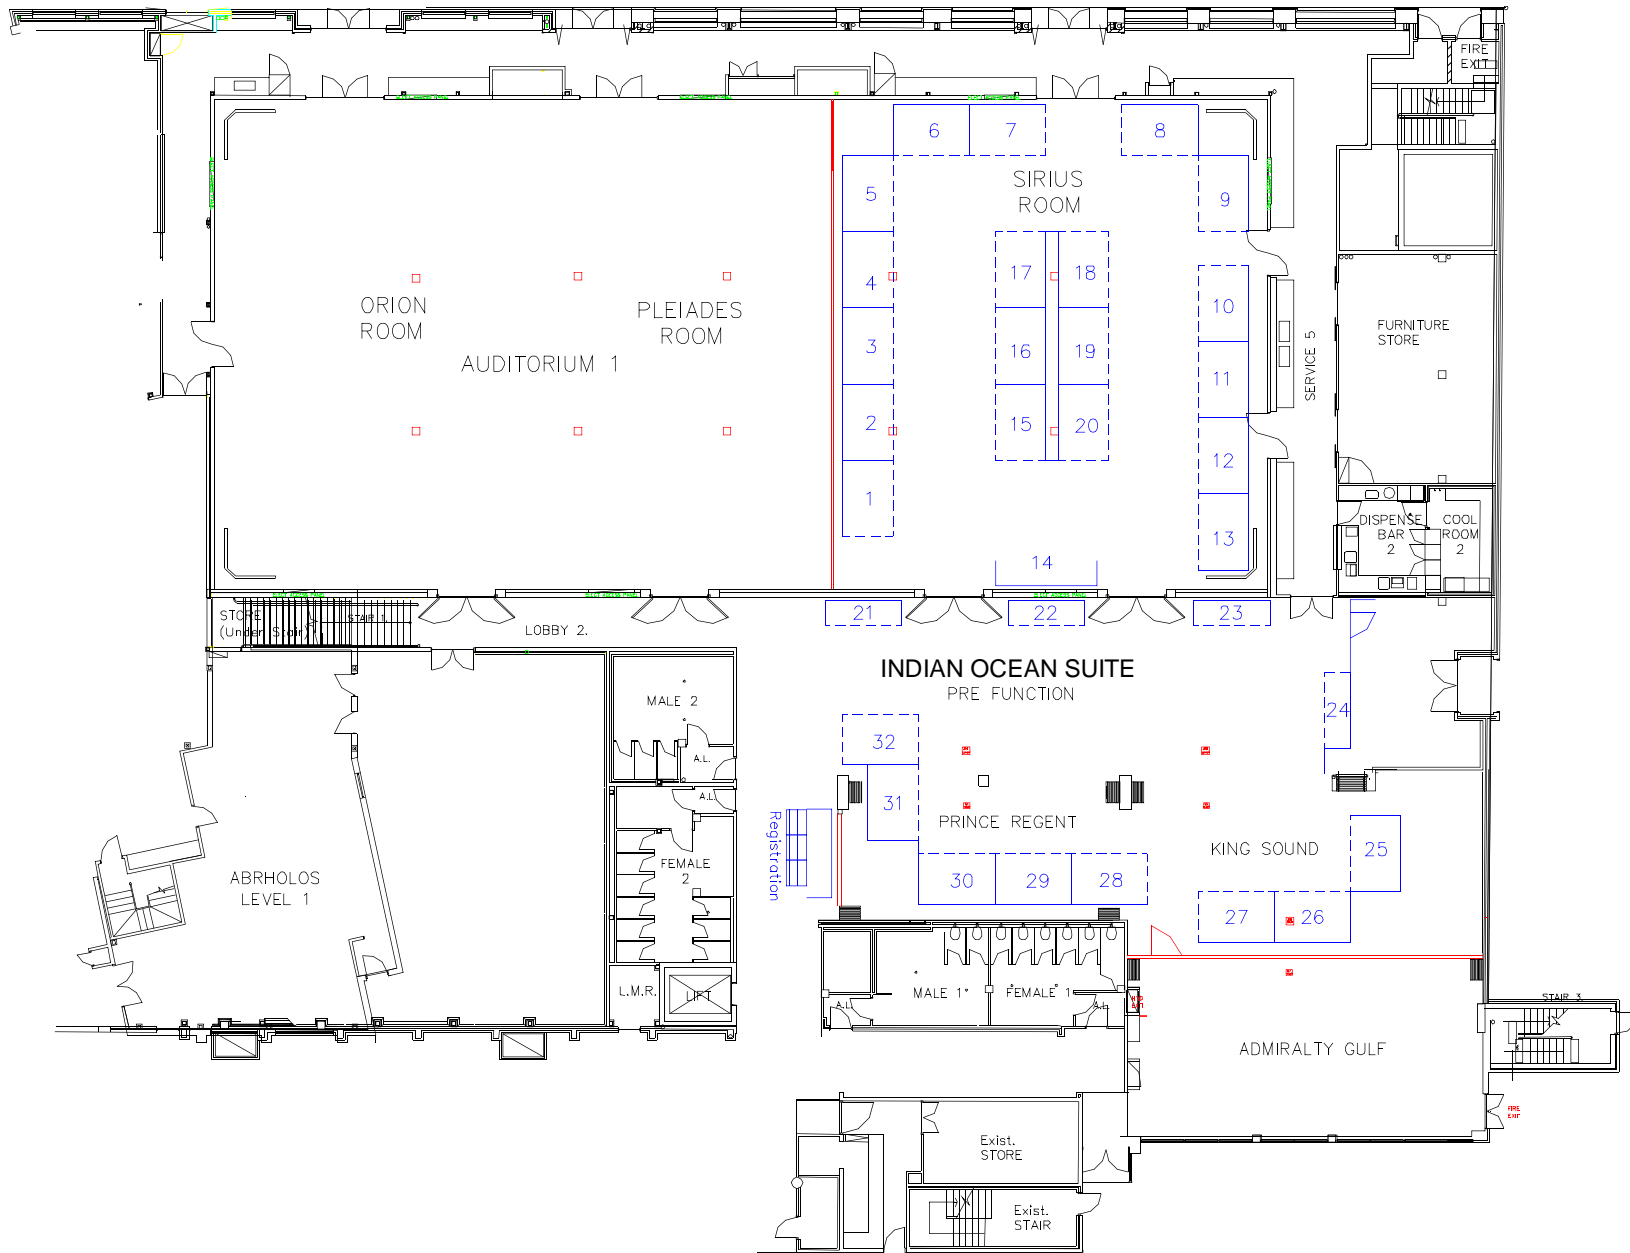 FIRE
EXIT
6
7
8
SIRIUS
ROOM
5
9
17
18
4
10
ORION
ROOM
PLEIADES
ROOM
AUDITORIUM 1
FURNITURE
STORE
3
16
19
11
SERVICE 5
2
15
20
12
1
13
14
DISPENSE
BAR
2
COOL
ROOM
2
21
22
23
STORE
(Under Stair)
STAIR 1.
LOBBY 2.
INDIAN OCEAN SUITE
PRE FUNCTION
MALE 2
24
32
A.L.
A.L.
31
Registration
PRINCE REGENT
KING SOUND
25
FEMALE
2
ABRHOLOS
LEVEL 1
30
29
28
27
26
L.M.R.
LIFT
MALE 1
FEMALE 1
A.L.
A.L.
STAIR 3.
ADMIRALTY GULF
FIRE
EXIT
Exist.
STORE
Exist.
STAIR